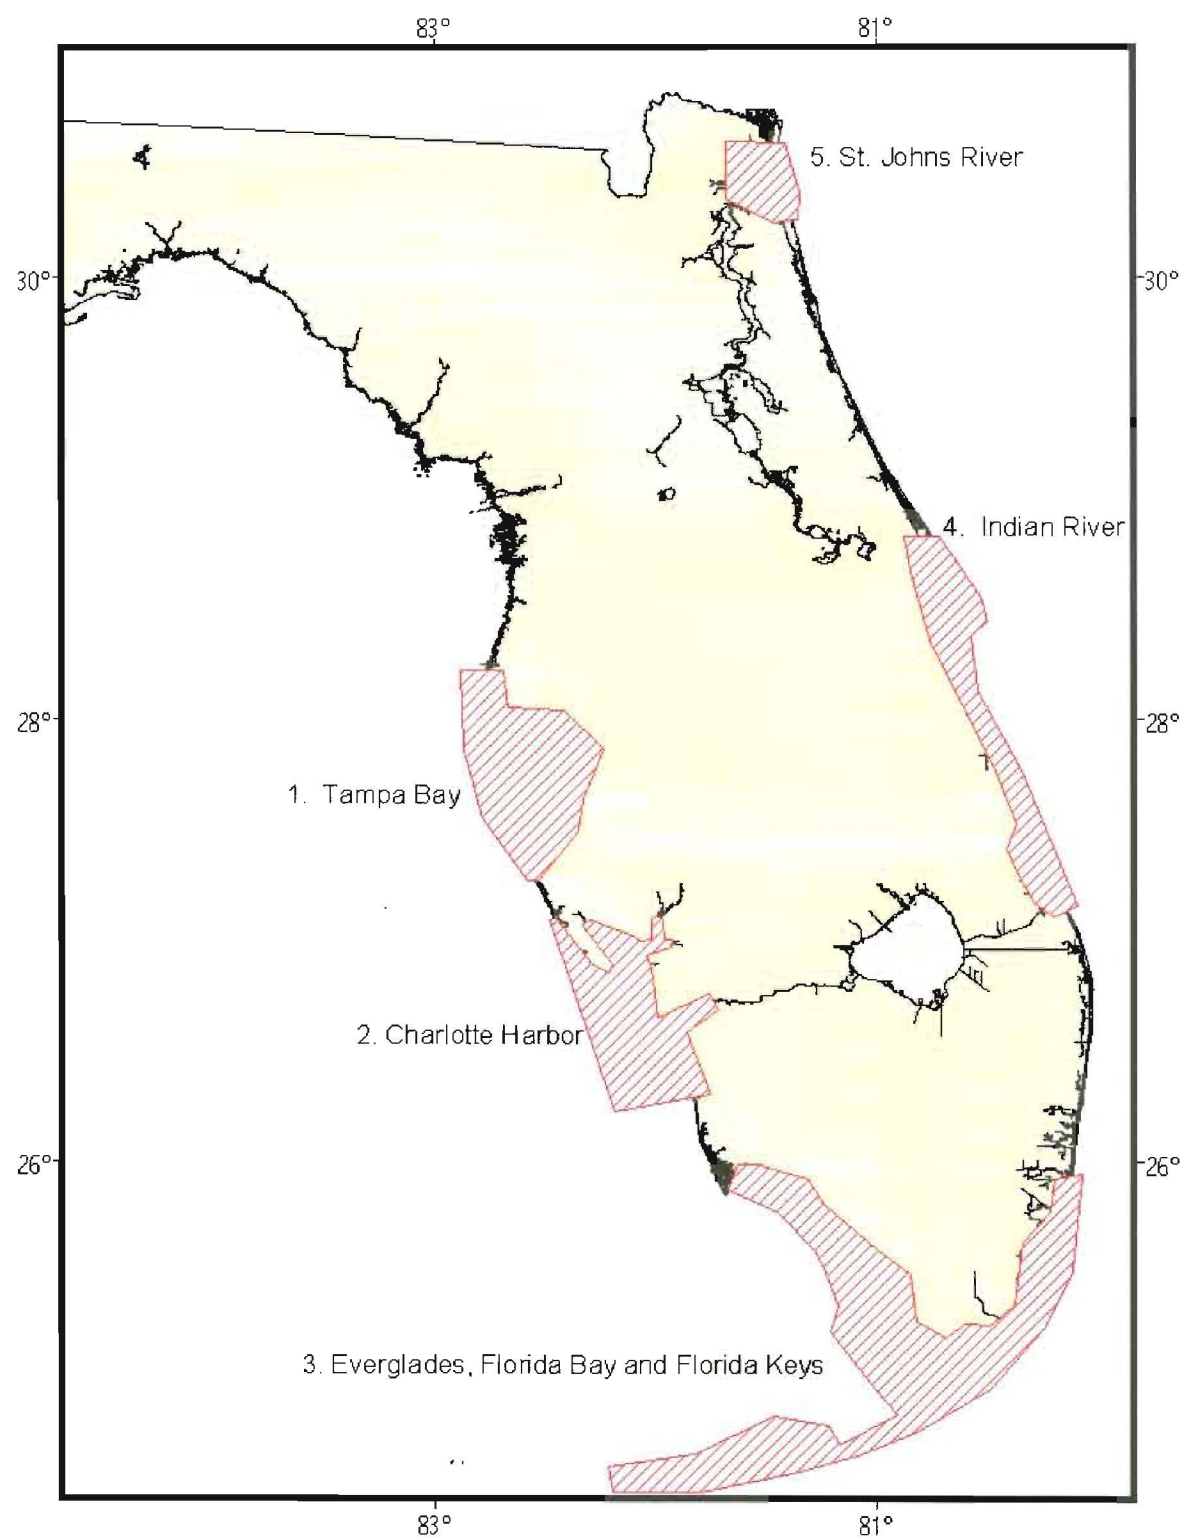 83° 81°
5. St. Johns River
30° 30°
4. Indian River
28° 28°
1. Tampa Bay
2. Charlotte Harbor
26° 26°
3. Everglades, Florida Bay and Florida Keys
83° 81°